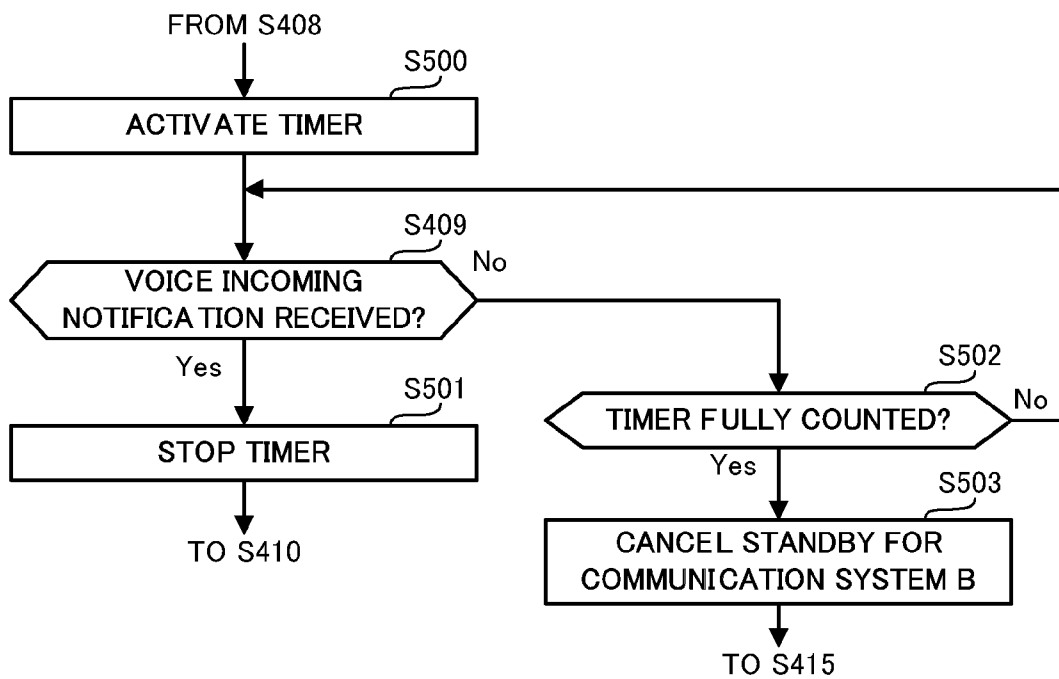 FROM S408
S500
ACTIVATE TIMER
S409
VOICE INCOMING
NOTIFICATION RECEIVED?
No
Yes
S501
STOP TIMER
TO S410
S502
TIMER FULLY COUNTED?
No
Yes
S503
CANCEL STANDBY FOR
COMMUNICATION SYSTEM B
TO S415